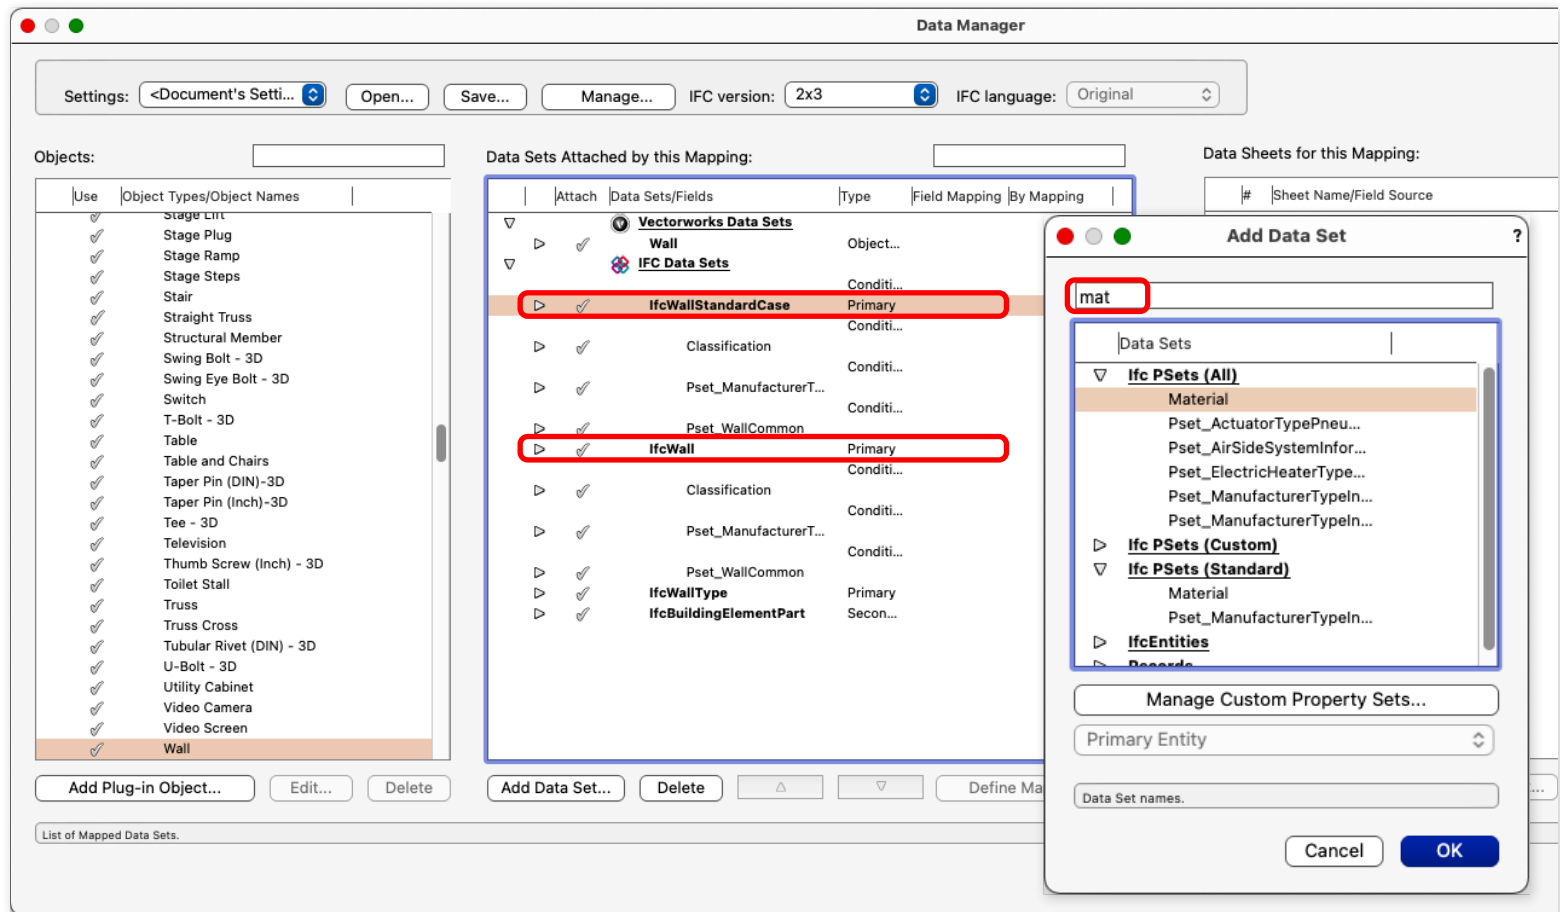 Data Manager
Settings: <Document's Setti... Open... Save... Manage... IFC version: 2x3 IFC language: Original
Objects:
Use Object Types/Object Names
Stage Lift
Stage Plug
Stage Ramp
Stage Steps
Stair
Straight Truss
Structural Member
Swing Bolt - 3D
Swing Eye Bolt - 3D
Switch
T-Bolt - 3D
Table
Table and Chairs
Taper Pin (DIN)-3D
Taper Pin (Inch)-3D
Tee - 3D
Television
Thumb Screw (Inch) - 3D
Toilet Stall
Truss
Truss Cross
Tubular Rivet (DIN) - 3D
U-Bolt - 3D
Utility Cabinet
Video Camera
Video Screen
Wall
Add Plug-in Object... Edit... Delete
List of Mapped Data Sets.
Data Sets Attached by this Mapping:
Attach Data Sets/Fields Type Field Mapping By Mapping
Vectorworks Data Sets
Wall Object...
IFC Data Sets
Conditi...
IfcWallStandardCase Primary
Conditi...
Classification
Conditi...
Pset_ManufacturerT...
Conditi...
Pset_WallCommon
IfcWall Primary
Conditi...
Classification
Conditi...
Pset_ManufacturerT...
Conditi...
Pset_WallCommon
IfcWallType Primary
IfcBuildingElementPart Secon...
Add Data Set... Delete Define Ma
Data Sheets for this Mapping:
# Sheet Name/Field Source
...
Add Data Set ?
mat
Data Sets
Ifc PSets (All)
Material
Pset_ActuatorTypePneu...
Pset_AirSideSystemInfor...
Pset_ElectricHeaterType...
Pset_ManufacturerTypeIn...
Pset_ManufacturerTypeIn...
Ifc PSets (Custom)
Ifc PSets (Standard)
Material
Pset_ManufacturerTypeIn...
IfcEntities
Records
Manage Custom Property Sets...
Primary Entity
Data Set names.
Cancel OK